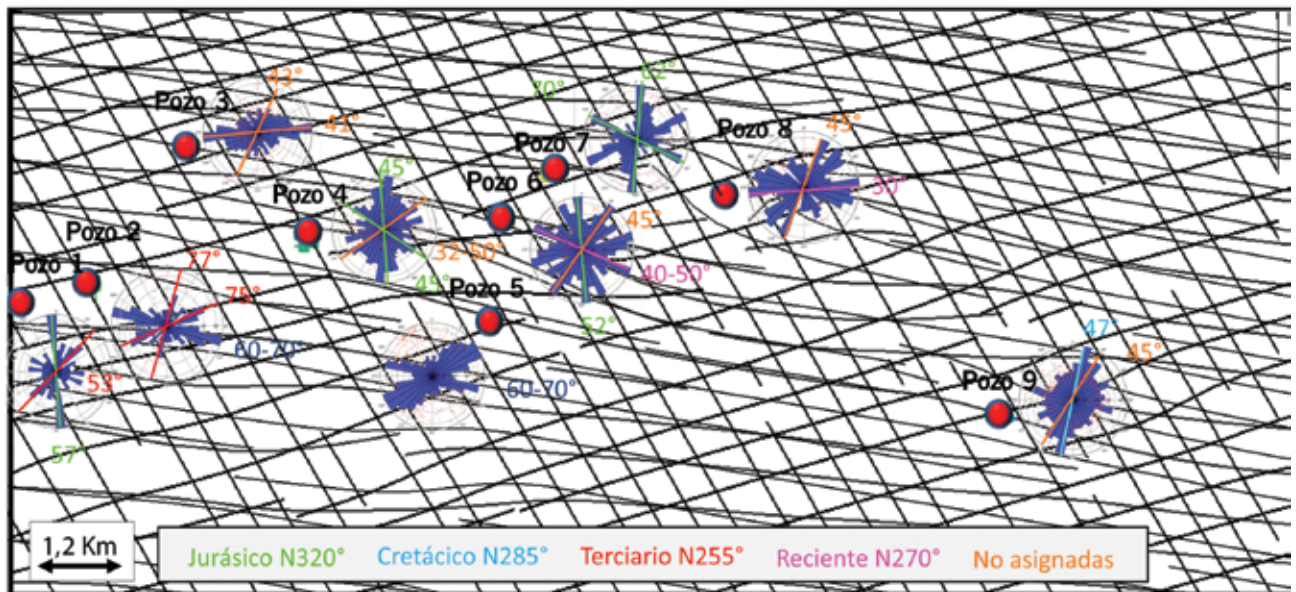 43°
Pozo 3
41°
62°
70°
Pozo 7
Pozo 8
45°
30°
45°
Pozo 4
Pozo 6
45°
32-50°
45°
40-50°
Pozo 2
Pozo 1
77°
75°
Pozo 5
52°
60-70°
53°
57°
60-70°
47°
45°
Pozo 9
1,2 Km
Jurásico N320° Cretácico N285° Terciario N255° Reciente N270° No asignadas